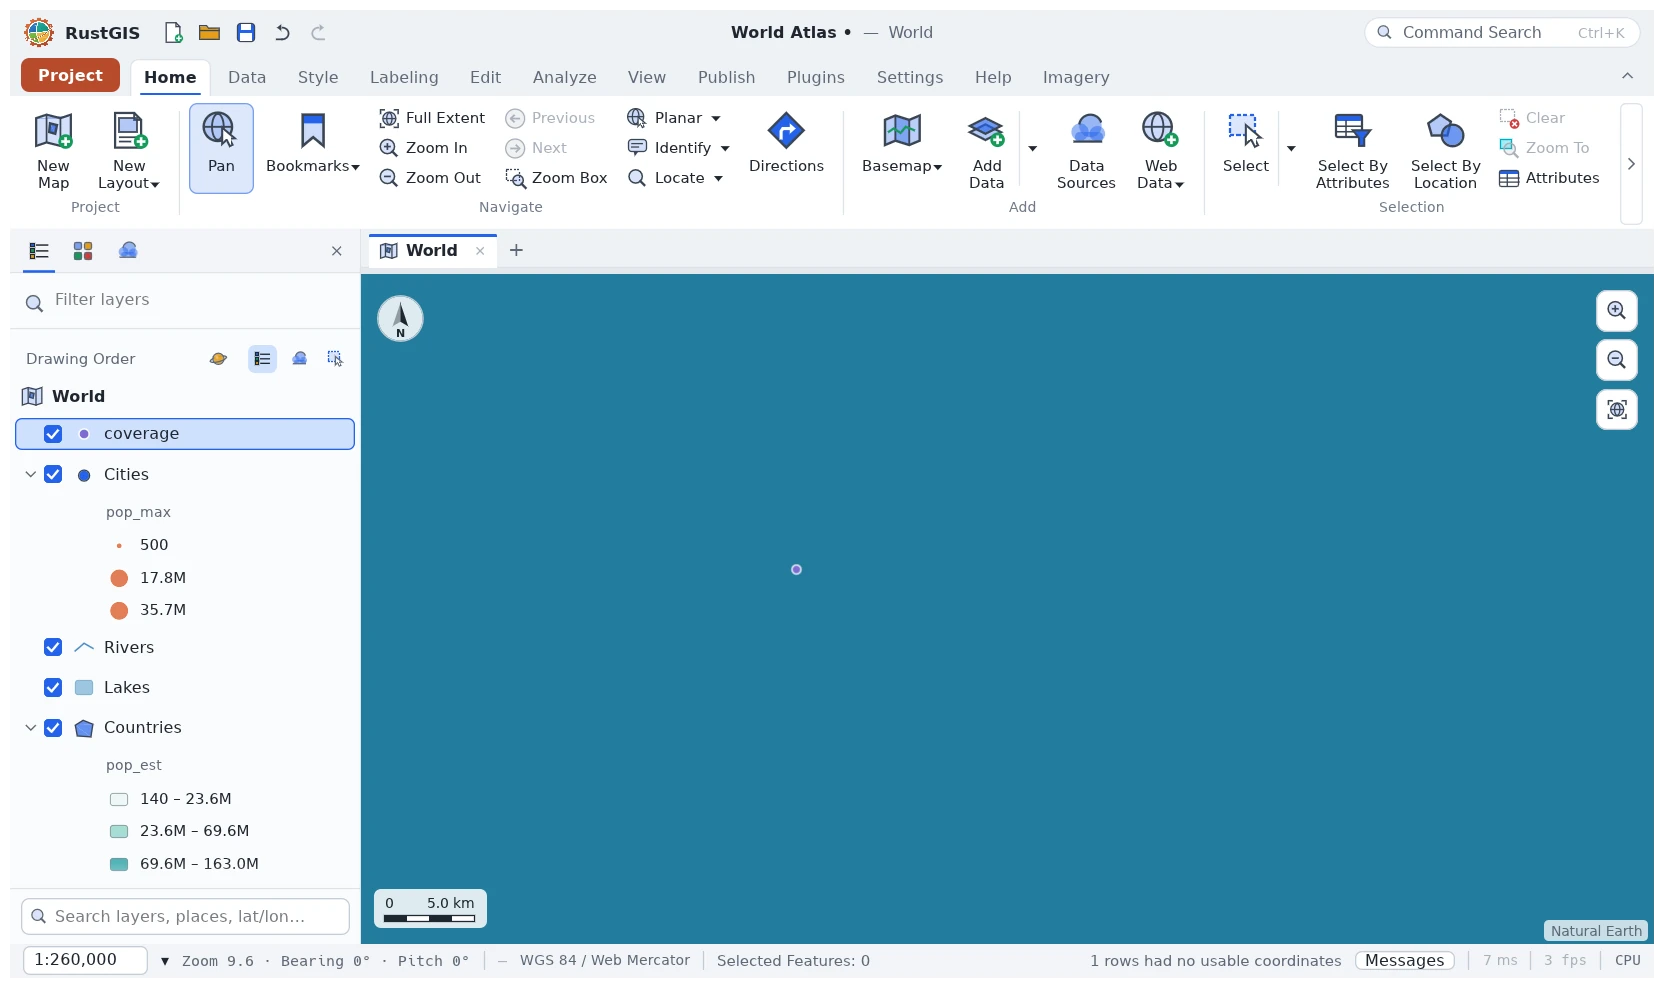 RustGIS
World Atlas • — World
Command Search Ctrl+K
Project Home Data Style Labeling Edit Analyze View Publish Plugins Settings Help Imagery
New Map
New Layout
Project
Pan
Bookmarks
Full Extent
Zoom In
Zoom Out
Previous
Next
Zoom Box
Planar
Identify
Locate
Directions
Navigate
Basemap
Add Data
Data Sources
Web Data
Add
Select
Select By Attributes
Select By Location
Clear
Zoom To
Attributes
Selection
World
Filter layers
Drawing Order
World
coverage
Cities
pop_max
500
17.8M
35.7M
Rivers
Lakes
Countries
pop_est
140 – 23.6M
23.6M – 69.6M
69.6M – 163.0M
Search layers, places, lat/lon...
N
0 5.0 km
Natural Earth
1:260,000 Zoom 9.6 · Bearing 0° · Pitch 0° — WGS 84 / Web Mercator Selected Features: 0 1 rows had no usable coordinates Messages 7 ms 3 fps CPU